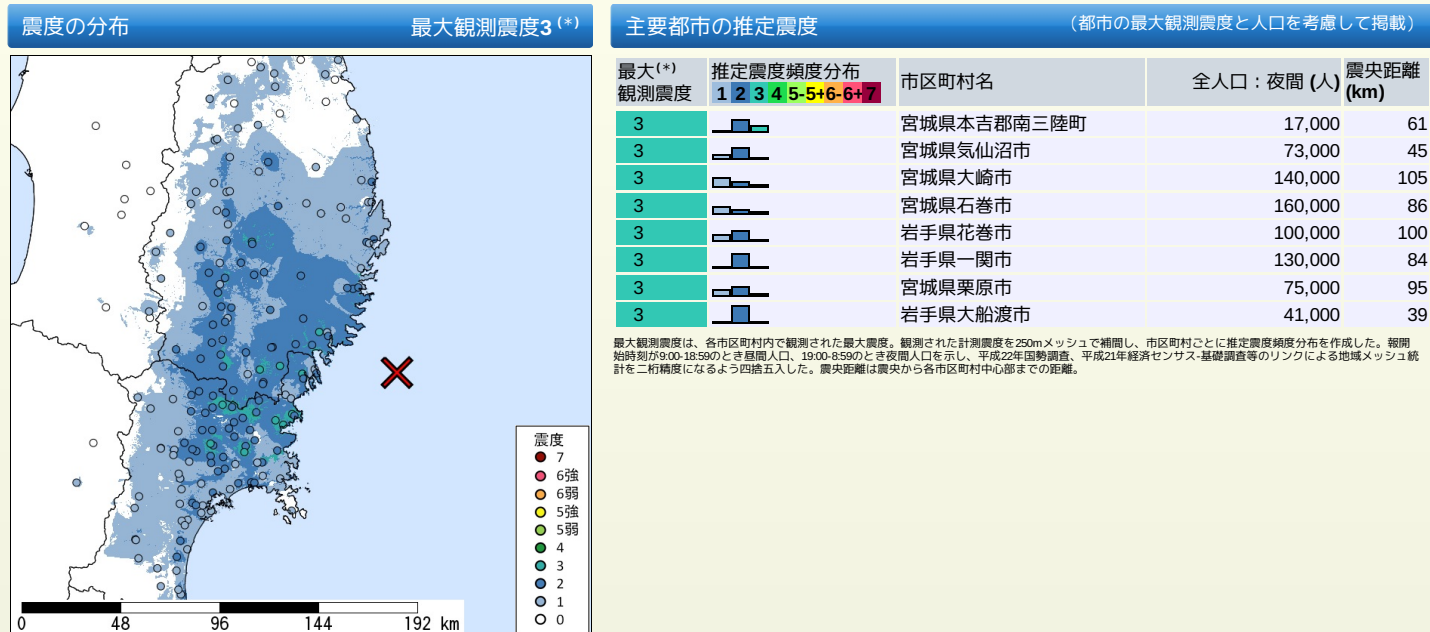 震度の分布 最大観測震度3 (*)
7
6強
6弱
5強
5弱
4
3
2
1
0
震度
0 48 96 144 192 km
主要都市の推定震度 （都市の最大観測震度と人口を考慮して掲載）
最大(*) 観測震度 推定震度頻度分布 1 2 3 4 5- 5+ 6- 6+ 7 市区町村名 全人口：夜間 (人) 震央距離 (km)
3 宮城県本吉郡南三陸町 17,000 61
3 宮城県気仙沼市 73,000 45
3 宮城県大崎市 140,000 105
3 宮城県石巻市 160,000 86
3 岩手県花巻市 100,000 100
3 岩手県一関市 130,000 84
3 宮城県栗原市 75,000 95
3 岩手県大船渡市 41,000 39
最大観測震度は、各市区町村内で観測された最大震度。観測された計測震度を250mメッシュで補間し、市区町村ごとに推定震度頻度分布を作成した。報開
始時刻が9:00-18:59のとき昼間人口、19:00-8:59のとき夜間人口を示し、平成22年国勢調査、平成21年経済センサス-基礎調査等のリンクによる地域メッシュ統
計を二桁精度になるよう四捨五入した。震央距離は震央から各市区町村中心部までの距離。